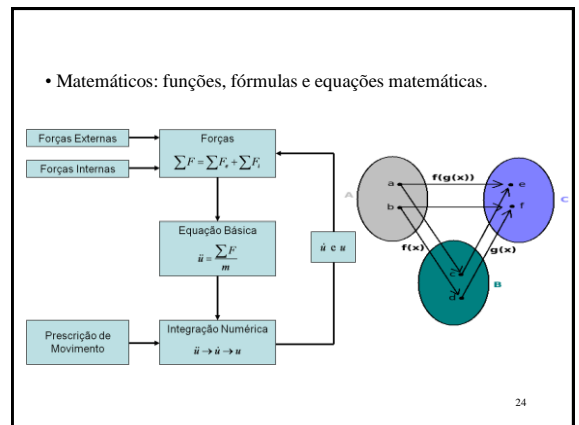 • Matemáticos: funções, fórmulas e equações matemáticas.
Forças Externas
Forças Internas
Forças
∑F = ∑Fₑ + ∑Fᵢ
Equação Básica
ü = ∑F / m
u̇ e u
Prescrição de
Movimento
Integração Numérica
ü → u̇ → u
A
a
b
f(g(x))
e
f
C
f(x)
g(x)
c
d
B
24